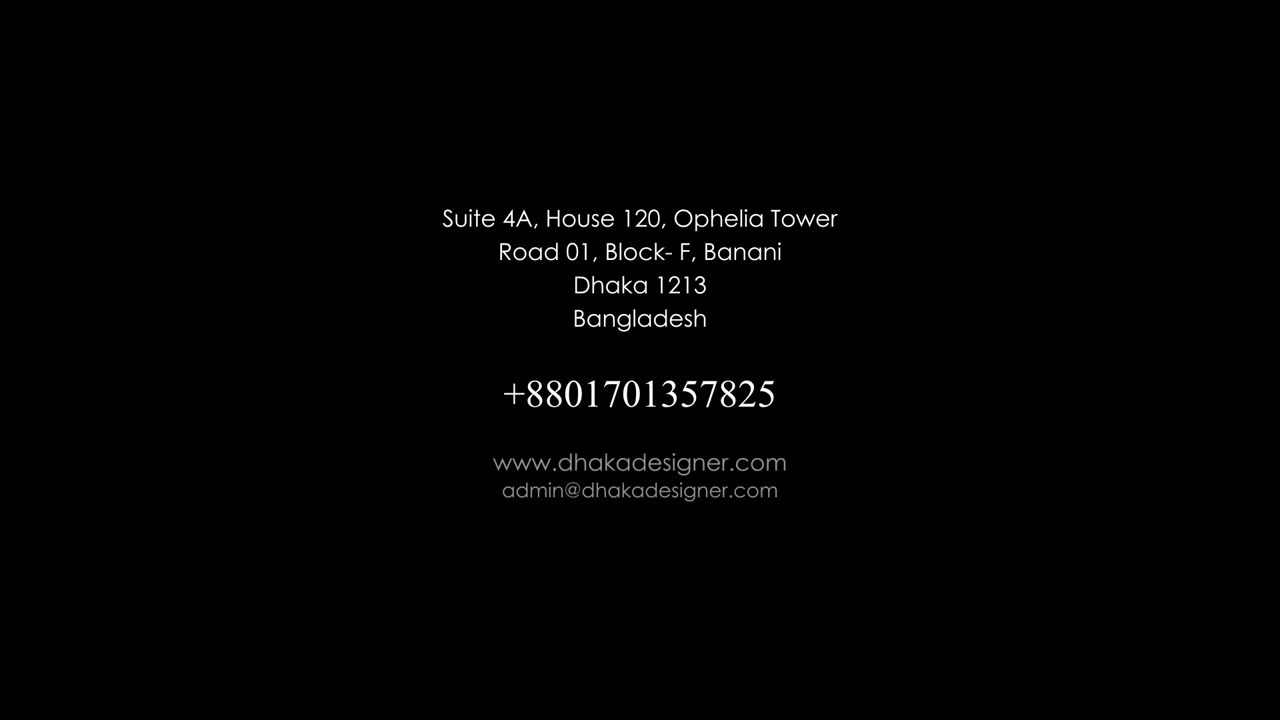 Suite 4A, House 120, Ophelia Tower
Road 01, Block- F, Banani
Dhaka 1213
Bangladesh
+8801701357825
www.dhakadesigner.com
admin@dhakadesigner.com